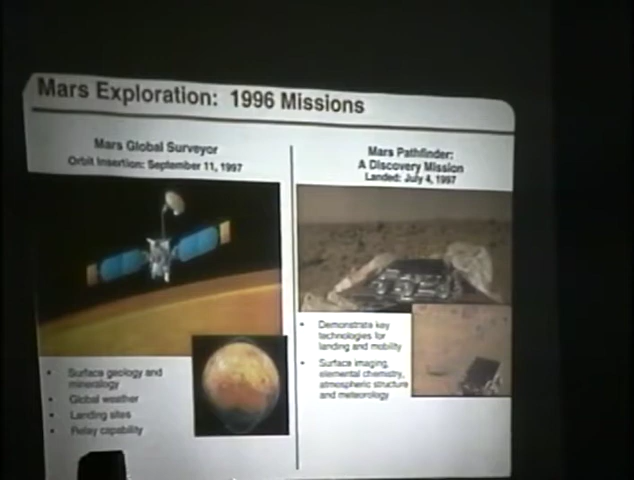 Mars Exploration: 1996 Missions
Mars Global Surveyor
Orbit Insertion: September 11, 1997
• Surface geology and
mineralogy
• Global weather
• Landing sites
• Relay capability
Mars Pathfinder:
A Discovery Mission
Landed: July 4, 1997
• Demonstrate key
technologies for
landing and mobility
• Surface imaging,
elemental chemistry,
atmospheric structure
and meteorology